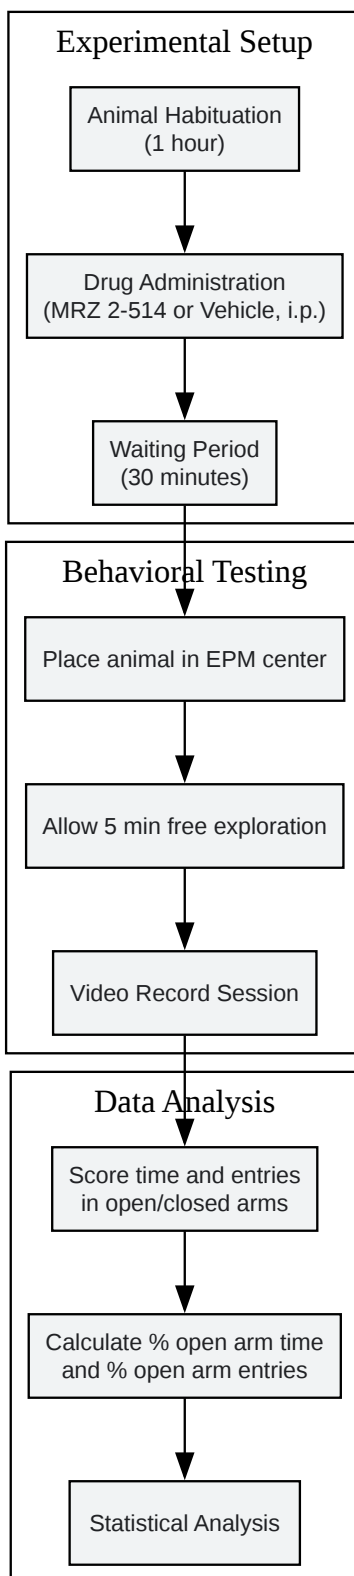 Experimental Setup
Animal Habituation
(1 hour)
Drug Administration
(MRZ 2-514 or Vehicle, i.p.)
Waiting Period
(30 minutes)
Behavioral Testing
Place animal in EPM center
Allow 5 min free exploration
Video Record Session
Data Analysis
Score time and entries
in open/closed arms
Calculate % open arm time
and % open arm entries
Statistical Analysis